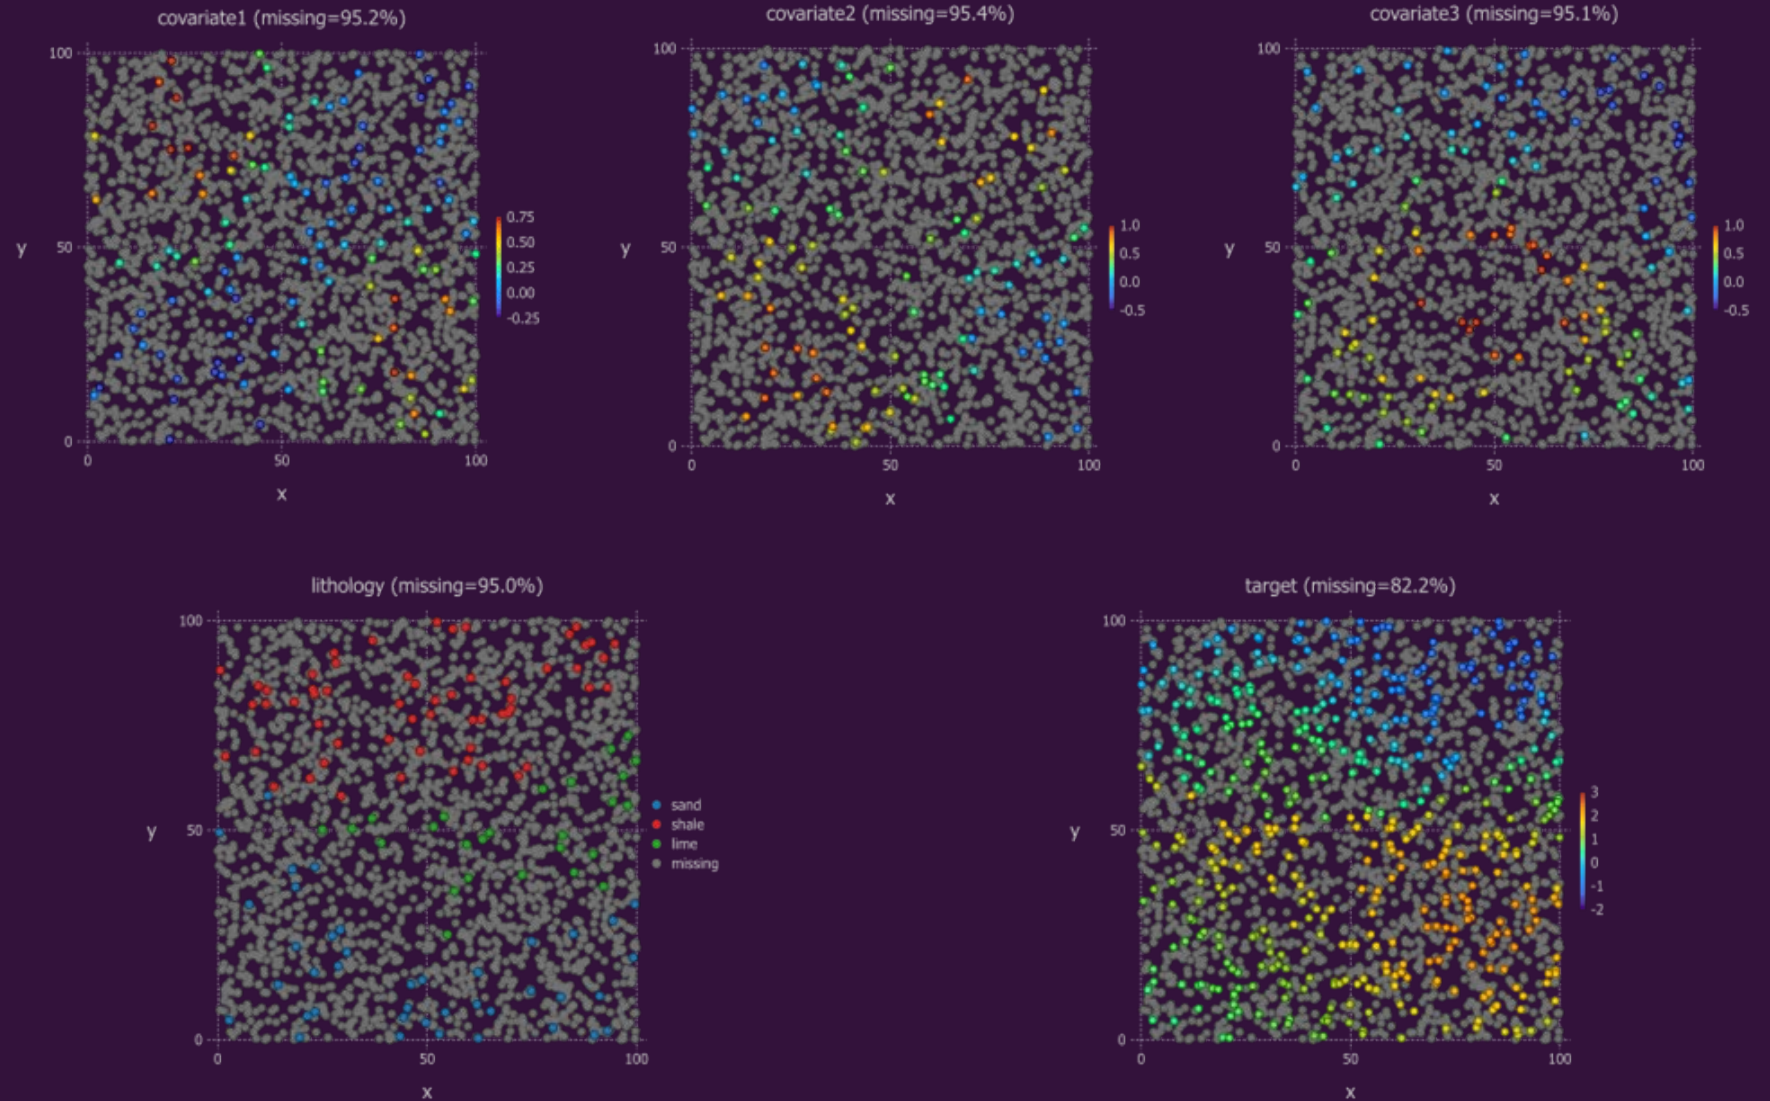 covariate1 (missing=95.2%)
covariate2 (missing=95.4%)
covariate3 (missing=95.1%)
100
50
0
y
0
50
100
x
0.75
0.50
0.25
0.00
-0.25
100
50
0
y
0
50
100
x
1.0
0.5
0.0
-0.5
100
50
0
y
0
50
100
x
1.0
0.5
0.0
-0.5
lithology (missing=95.0%)
100
50
0
y
0
50
100
x
sand
shale
lime
missing
target (missing=82.2%)
100
50
0
y
0
50
100
x
3
2
1
0
-1
-2